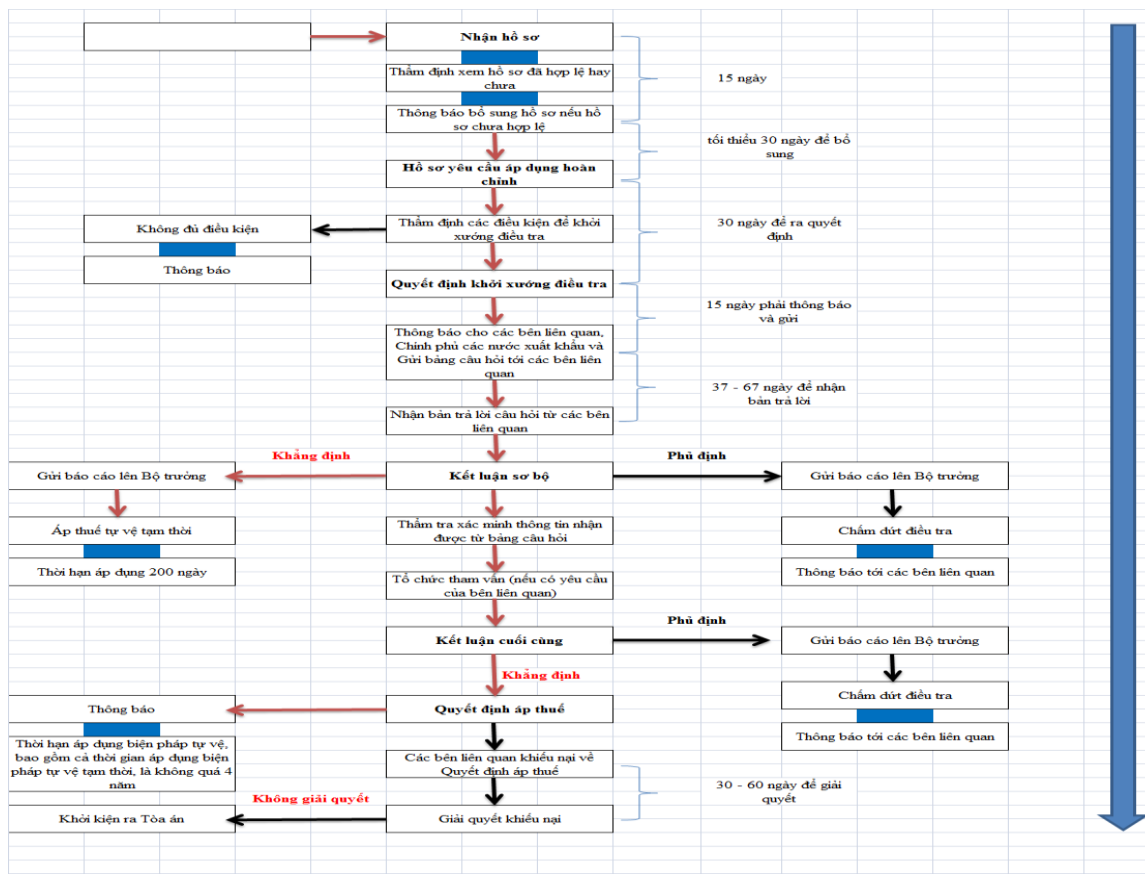 Nhận hồ sơ
Thẩm định xem hồ sơ đã hợp lệ hay
chưa
15 ngày
Thông báo bổ sung hồ sơ nếu hồ
sơ chưa hợp lệ
tối thiểu 30 ngày để bổ
sung
Hồ sơ yêu cầu áp dụng hoàn
chỉnh
Không đủ điều kiện
Thẩm định các điều kiện để khởi
xướng điều tra
30 ngày để ra quyết
định
Thông báo
Quyết định khởi xướng điều tra
15 ngày phải thông báo
và gửi
Thông báo cho các bên liên quan,
Chính phủ các nước xuất khẩu và
Gửi bảng câu hỏi tới các bên liên
quan
37 - 67 ngày để nhận
bản trả lời
Nhận bản trả lời câu hỏi từ các bên
liên quan
Khẳng định
Phủ định
Gửi báo cáo lên Bộ trưởng
Kết luận sơ bộ
Gửi báo cáo lên Bộ trưởng
Áp thuế tự vệ tạm thời
Thẩm tra xác minh thông tin nhận
được từ bảng câu hỏi
Chấm dứt điều tra
Thời hạn áp dụng 200 ngày
Tổ chức tham vấn (nếu có yêu cầu
của bên liên quan)
Thông báo tới các bên liên quan
Phủ định
Kết luận cuối cùng
Gửi báo cáo lên Bộ trưởng
Khẳng định
Chấm dứt điều tra
Thông báo
Quyết định áp thuế
Thông báo tới các bên liên quan
Thời hạn áp dụng biện pháp tự vệ,
bao gồm cả thời gian áp dụng biện
pháp tự vệ tạm thời, là không quá 4
năm
Các bên liên quan khiếu nại về
Quyết định áp thuế
30 - 60 ngày để giải
quyết
Không giải quyết
Khởi kiện ra Tòa án
Giải quyết khiếu nại